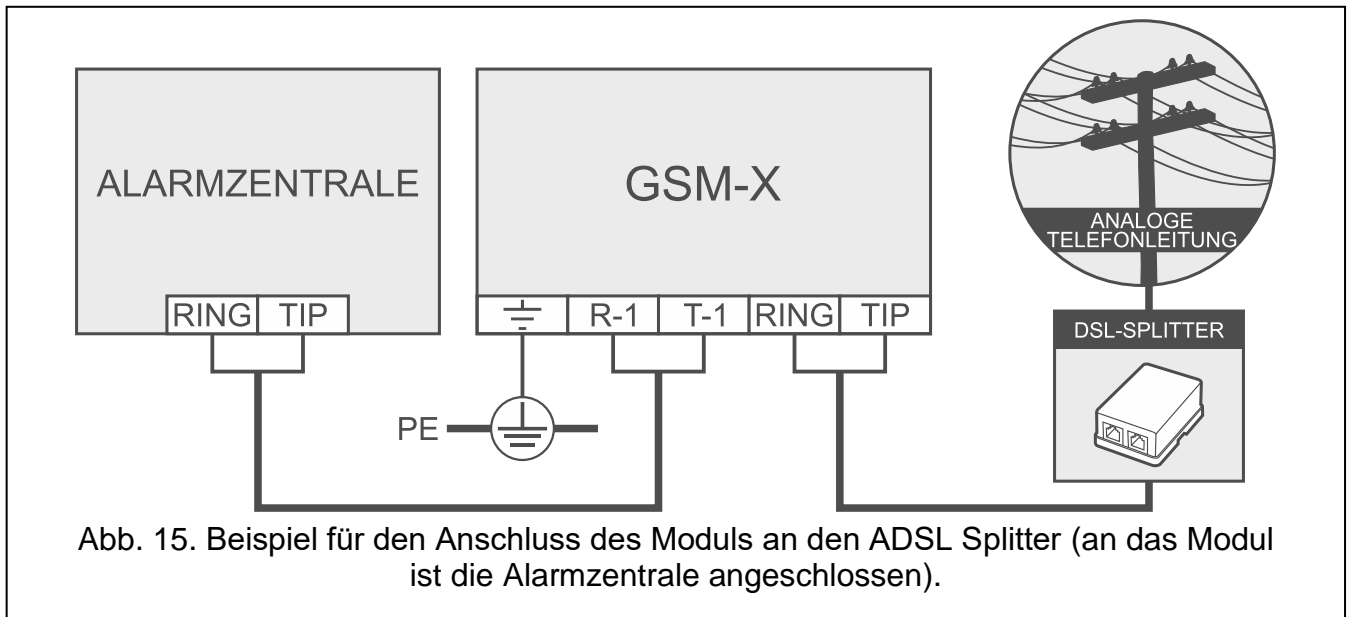 ALARMZENTRALE
RING TIP
GSM-X
R-1 T-1 RING TIP
PE
ANALOGE
TELEFONLEITUNG
DSL-SPLITTER
Abb. 15. Beispiel für den Anschluss des Moduls an den ADSL Splitter (an das Modul
ist die Alarmzentrale angeschlossen).